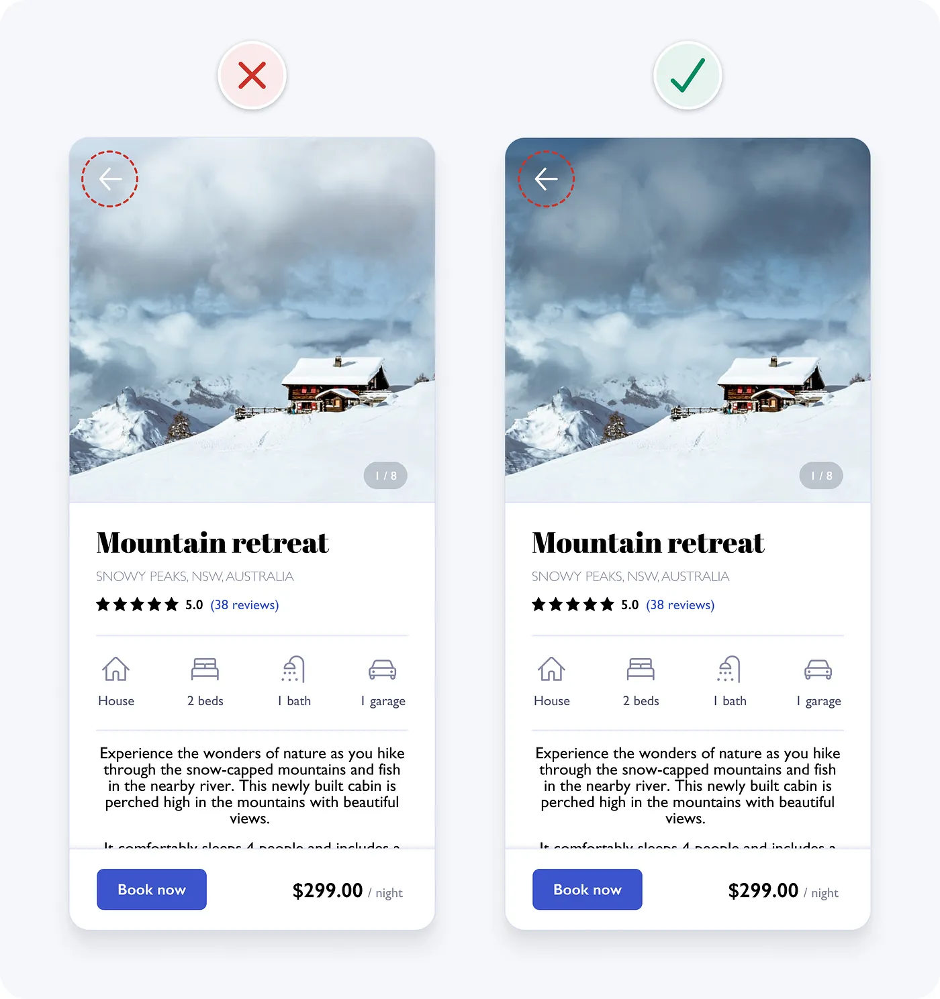 1 / 8
Mountain retreat
SNOWY PEAKS, NSW, AUSTRALIA
5.0 (38 reviews)
House 2 beds 1 bath 1 garage
Experience the wonders of nature as you hike
through the snow-capped mountains and fish
in the nearby river. This newly built cabin is
perched high in the mountains with beautiful
views.
It comfortably sleeps 4 people and includes a
Book now $299.00 / night
1 / 8
Mountain retreat
SNOWY PEAKS, NSW, AUSTRALIA
5.0 (38 reviews)
House 2 beds 1 bath 1 garage
Experience the wonders of nature as you hike
through the snow-capped mountains and fish
in the nearby river. This newly built cabin is
perched high in the mountains with beautiful
views.
It comfortably sleeps 4 people and includes a
Book now $299.00 / night